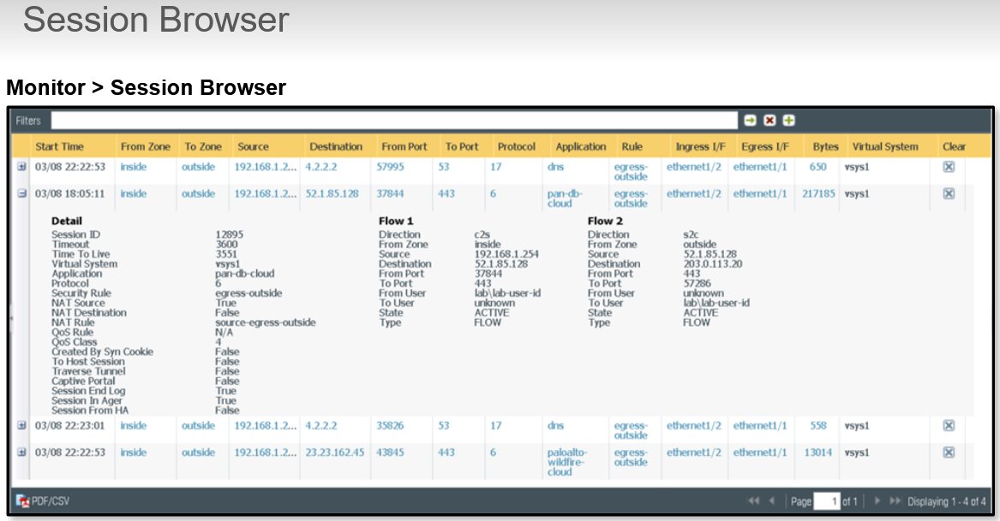 Session Browser
Monitor > Session Browser
Filters
Start Time From Zone To Zone Source Destination From Port To Port Protocol Application Rule Ingress I/F Egress I/F Bytes Virtual System Clear
03/08 22:22:53 inside outside 192.168.1.2... 4.2.2.2 57995 53 17 dns egress-outside ethernet1/2 ethernet1/1 650 vsys1
03/08 18:05:11 inside outside 192.168.1.2... 52.1.85.128 37844 443 6 pan-db-cloud egress-outside ethernet1/2 ethernet1/1 217185 vsys1
Detail Flow 1 Flow 2
Session ID 12895 Direction c2s Direction s2c
Timeout 3600 From Zone inside From Zone outside
Time To Live 3551 Source 192.168.1.254 Source 52.1.85.128
Virtual System vsys1 Destination 52.1.85.128 Destination 203.0.113.20
Application pan-db-cloud From Port 37844 From Port 443
Protocol 6 To Port 443 To Port 57286
Security Rule egress-outside From User lab\lab-user-id From User unknown
NAT Source True To User unknown To User lab\lab-user-id
NAT Destination False State ACTIVE State ACTIVE
NAT Rule source-egress-outside Type FLOW Type FLOW
QoS Rule N/A
QoS Class 4
Created By Syn Cookie False
To Host Session False
Traverse Tunnel False
Captive Portal False
Session End Log True
Session In Ager True
Session From HA False
03/08 22:23:01 inside outside 192.168.1.2... 4.2.2.2 35826 53 17 dns egress-outside ethernet1/2 ethernet1/1 558 vsys1
03/08 22:22:53 inside outside 192.168.1.2... 23.23.162.45 43845 443 6 paloalto-wildfire-cloud egress-outside ethernet1/2 ethernet1/1 13014 vsys1
PDF/CSV Page 1 of 1 Displaying 1 - 4 of 4